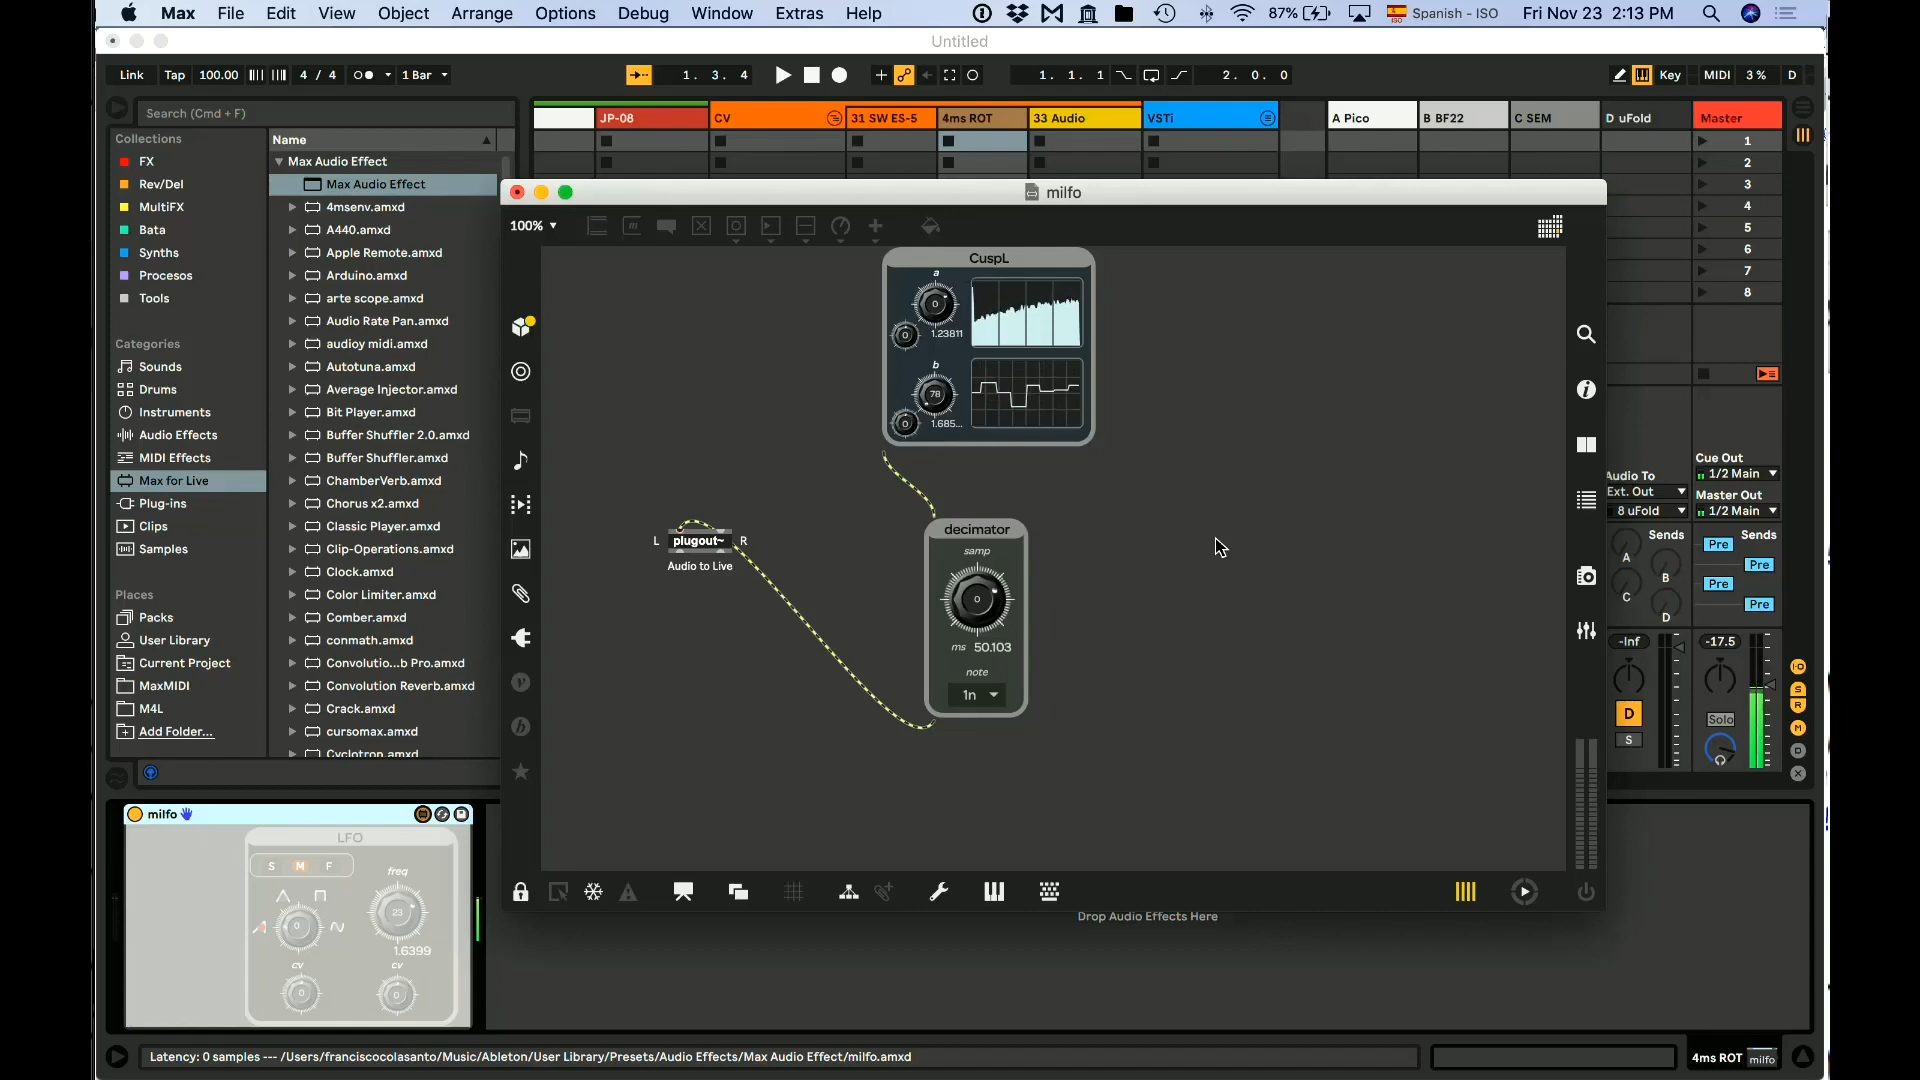 Max File Edit View Object Arrange Options Debug Window Extras Help 87% Spanish - ISO Fri Nov 23 2:13 PM
Untitled
Link Tap 100.00 4 / 4 1 Bar 1. 3. 4 1. 1. 1 2. 0. 0 Key MIDI 3 % D
Search (Cmd + F)
JP-08 CV 31 SW ES-5 4ms ROT 33 Audio VSTi A Pico B BF22 C SEM D uFold Master
Collections
FX
Rev/Del
MultiFX
Bata
Synths
Procesos
Tools
Categories
Sounds
Drums
Instruments
Audio Effects
MIDI Effects
Max for Live
Plug-ins
Clips
Samples
Places
Packs
User Library
Current Project
MaxMIDI
M4L
Add Folder...
Name
Max Audio Effect
Max Audio Effect
4msenv.amxd
A440.amxd
Apple Remote.amxd
Arduino.amxd
arte scope.amxd
Audio Rate Pan.amxd
audioy midi.amxd
Autotuna.amxd
Average Injector.amxd
Bit Player.amxd
Buffer Shuffler 2.0.amxd
Buffer Shuffler.amxd
ChamberVerb.amxd
Chorus x2.amxd
Classic Player.amxd
Clip-Operations.amxd
Clock.amxd
Color Limiter.amxd
Comber.amxd
conmath.amxd
Convolutio...b Pro.amxd
Convolution Reverb.amxd
Crack.amxd
cursomax.amxd
Cyclotron.amxd
milfo
100%
CuspL
a
0
0 1.23811
b
78
0 1.685...
L plugout~ R
Audio to Live
decimator
samp
0
ms 50.103
note
1n
1
2
3
4
5
6
7
8
Cue Out
1/2 Main
Master Out
1/2 Main
Audio To
Ext. Out
8 uFold
Sends
A
B
C
D
Sends
Pre
Pre
Pre
Pre
-Inf
D
S
-17.5
Solo
I-O
S
R
M
D
X
milfo
LFO
S M F
freq
23
0
1.6399
cv cv
0 0
Drop Audio Effects Here
Latency: 0 samples --- /Users/franciscocolasanto/Music/Ableton/User Library/Presets/Audio Effects/Max Audio Effect/milfo.amxd
4ms ROT milfo